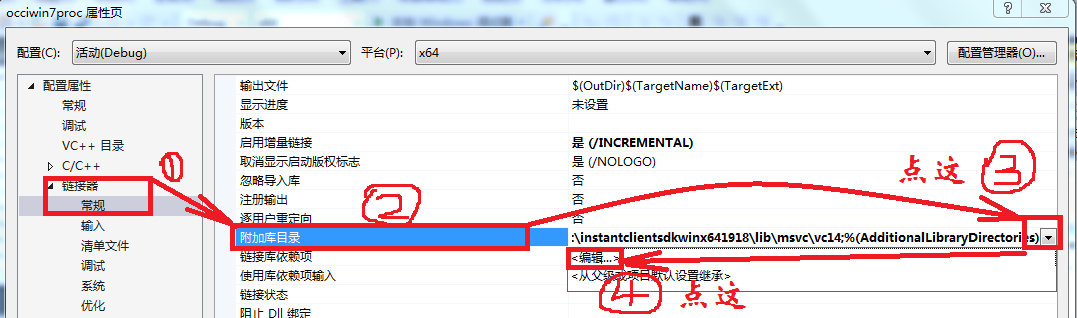 occiwin7proc 属性页
配置(C): 活动(Debug) 平台(P): x64 配置管理器(O)...
配置属性
常规
调试
VC++ 目录
C/C++
链接器
常规
输入
清单文件
调试
系统
优化
输出文件 $(OutDir)$(TargetName)$(TargetExt)
显示进度 未设置
版本
启用增量链接 是 (/INCREMENTAL)
取消显示启动版权标志 是 (/NOLOGO)
忽略导入库 否
注册输出 否
逐用户重定向 否
附加库目录 :\instantclientsdkwinx641918\lib\msvc\vc14;%(AdditionalLibraryDirectories)
链接库依赖项 <编辑...>
使用库依赖项输入 <从父级或项目默认设置继承>
链接状态
阻止 Dll 绑定
①
②
点这 3
4 点这